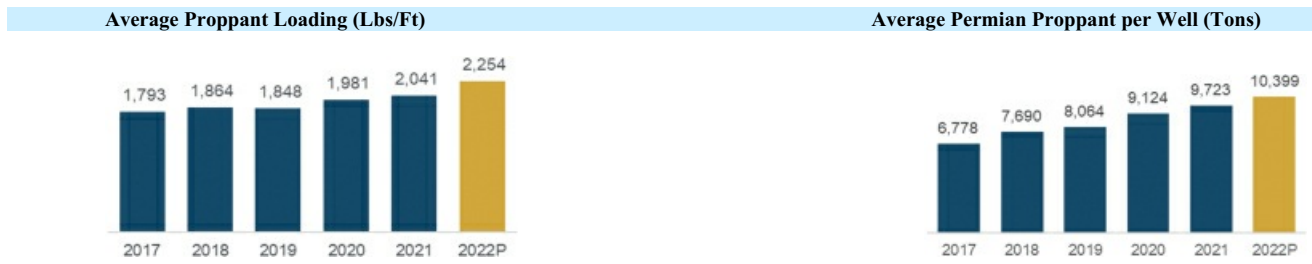 Average Proppant Loading (Lbs/Ft)
1,793 1,864 1,848 1,981 2,041 2,254
2017 2018 2019 2020 2021 2022P
Average Permian Proppant per Well (Tons)
6,778 7,690 8,064 9,124 9,723 10,399
2017 2018 2019 2020 2021 2022P